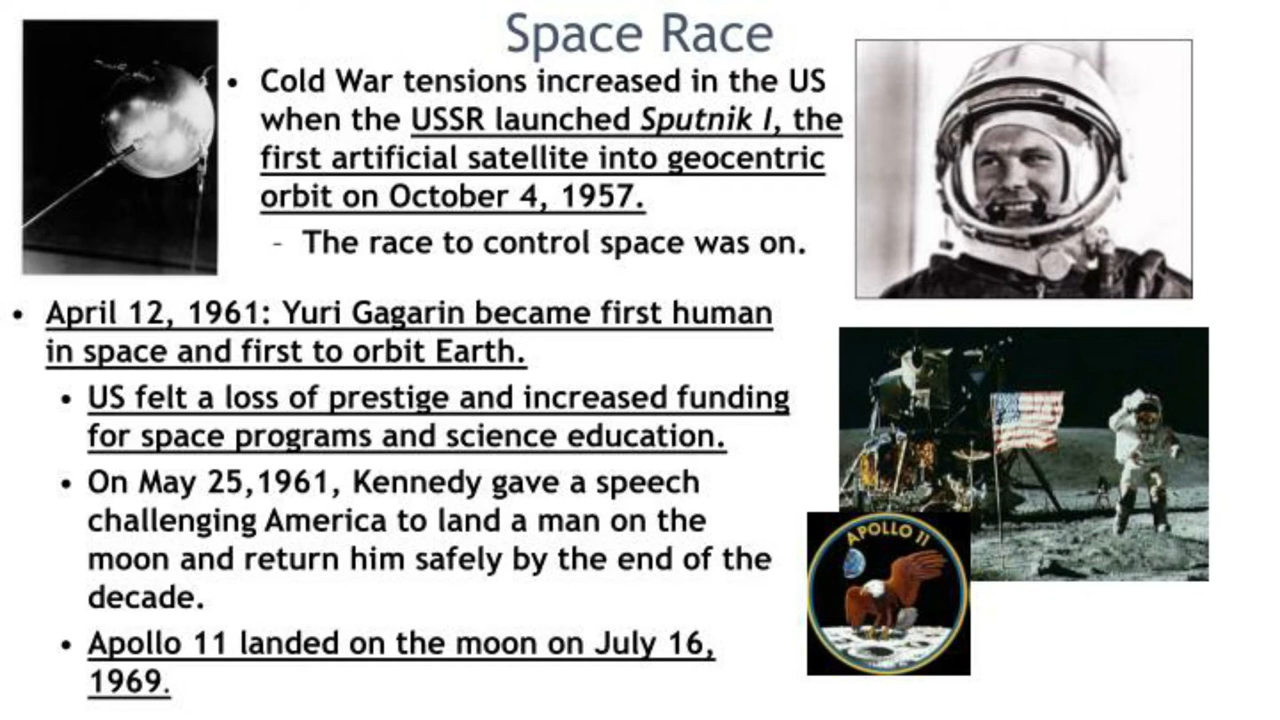 Space Race
• Cold War tensions increased in the US
when the USSR launched Sputnik I, the
first artificial satellite into geocentric
orbit on October 4, 1957.
– The race to control space was on.
• April 12, 1961: Yuri Gagarin became first human
in space and first to orbit Earth.
• US felt a loss of prestige and increased funding
for space programs and science education.
• On May 25,1961, Kennedy gave a speech
challenging America to land a man on the
moon and return him safely by the end of the
decade.
• Apollo 11 landed on the moon on July 16,
1969.
APOLLO 11